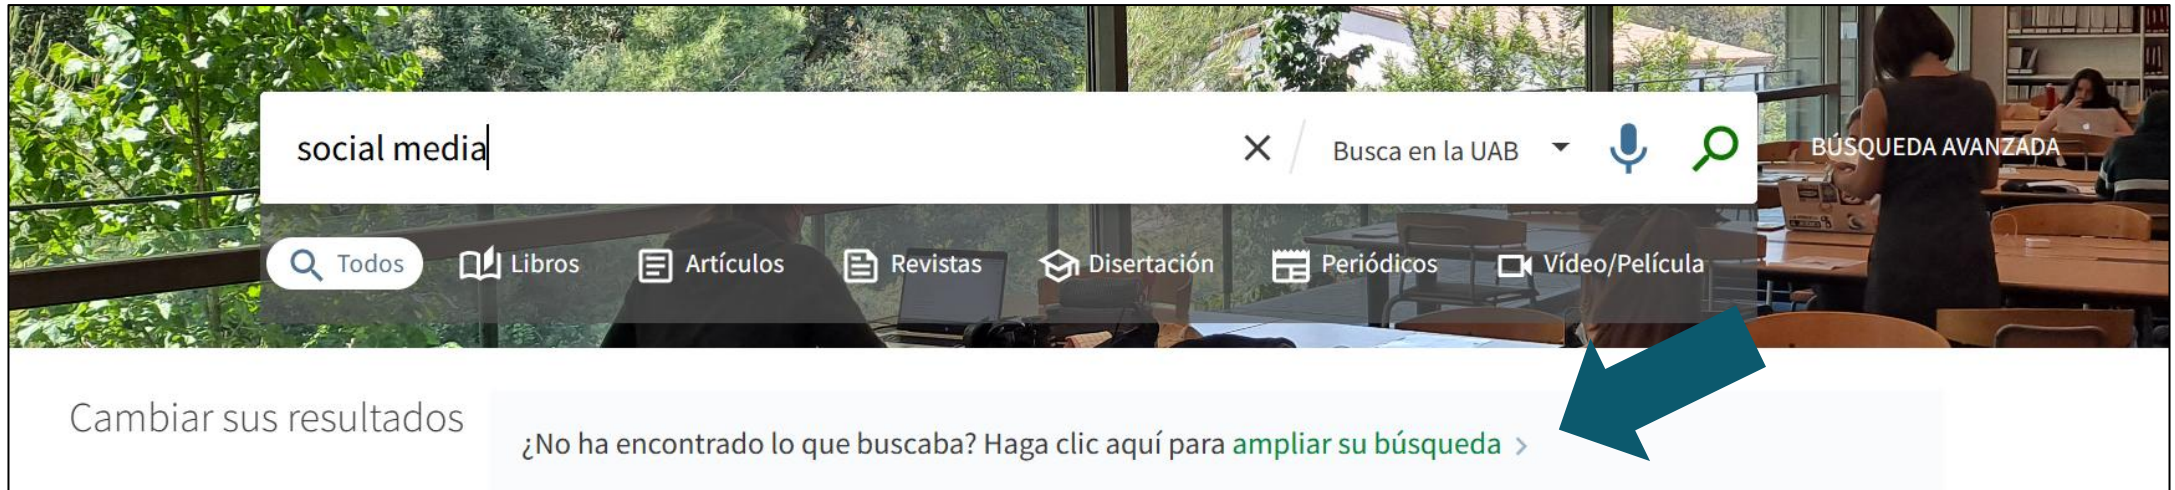 social media
Busca en la UAB
BÚSQUEDA AVANZADA
Todos
Libros
Artículos
Revistas
Disertación
Periódicos
Vídeo/Película
Cambiar sus resultados
¿No ha encontrado lo que buscaba? Haga clic aquí para ampliar su búsqueda >